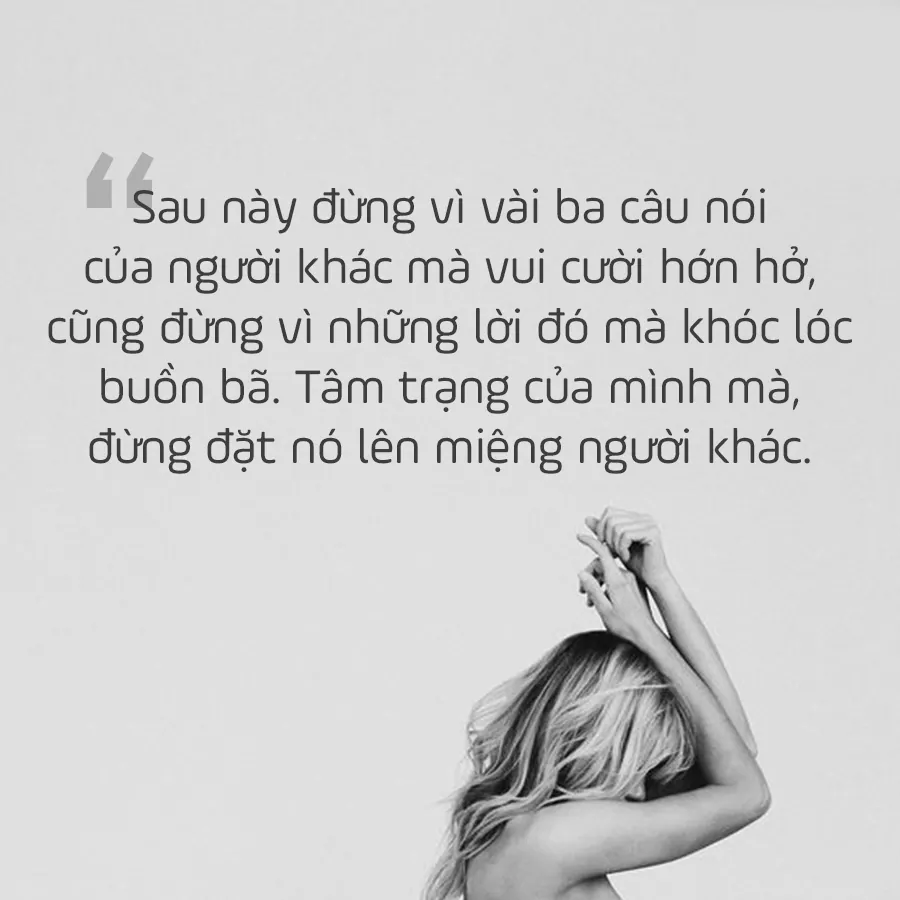 “Sau này đừng vì vài ba câu nói
của người khác mà vui cười hớn hở,
cũng đừng vì những lời đó mà khóc lóc
buồn bã. Tâm trạng của mình mà,
đừng đặt nó lên miệng người khác.